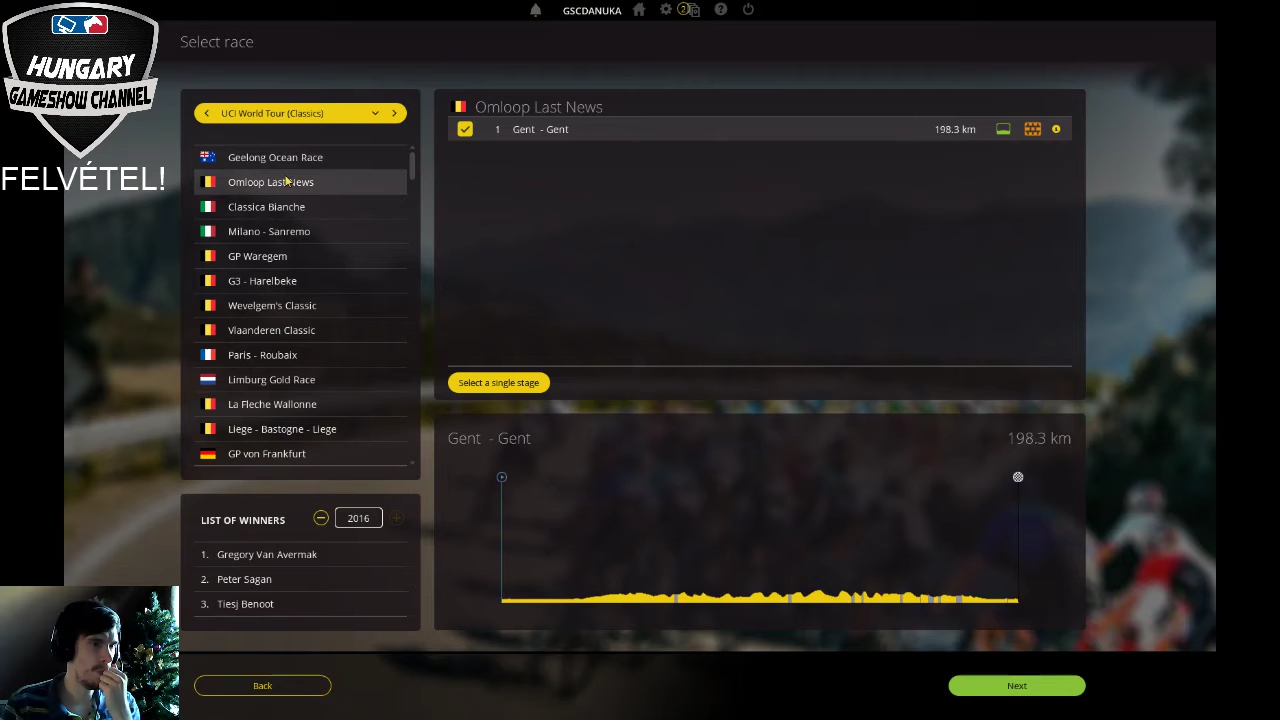 GSCDANUKA
2
Select race
HUNGARY
GAMESHOW CHANNEL
FELVÉTEL!
UCI World Tour (Classics)
Geelong Ocean Race
Omloop Last News
Classica Bianche
Milano - Sanremo
GP Waregem
G3 - Harelbeke
Wevelgem's Classic
Vlaanderen Classic
Paris - Roubaix
Limburg Gold Race
La Fleche Wallonne
Liege - Bastogne - Liege
GP von Frankfurt
LIST OF WINNERS 2016
1. Gregory Van Avermak
2. Peter Sagan
3. Tiesj Benoot
Omloop Last News
1 Gent - Gent 198.3 km
Select a single stage
Gent - Gent 198.3 km
Back
Next